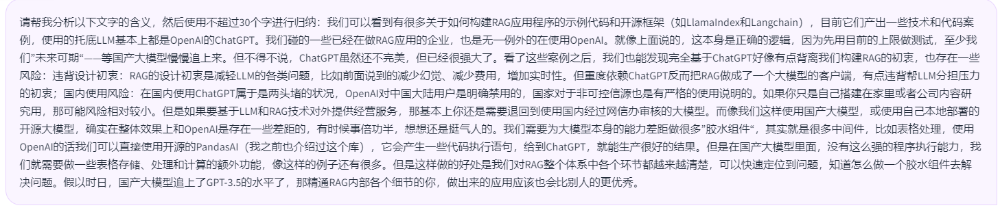 请帮我分析以下文字的含义，然后使用不超过30个字进行归纳：我们可以看到有很多关于如何构建RAG应用程序的示例代码和开源框架（如LlamaIndex和Langchain），目前它们产出一些技术和代码案
例，使用的托底LLM基本上都是OpenAI的ChatGPT。我们碰的一些已经在做RAG应用的企业，也是无一例外的在使用OpenAI。就像上面说的，这本身是正确的逻辑，因为先用目前的上限做测试，至少我
们”未来可期“——等国产大模型慢慢追上来。但不得不说，ChatGPT虽然还不完美，但已经很强大了。看了这些案例之后，我们也能发现完全基于ChatGPT好像有点背离我们构建RAG的初衷，也存在一些
风险：违背设计初衷：RAG的设计初衷是减轻LLM的各类问题，比如前面说到的减少幻觉、减少费用，增加实时性。但重度依赖ChatGPT反而把RAG做成了一个大模型的客户端，有点违背帮LLM分担压力
的初衷；国内使用风险：在国内使用ChatGPT属于是两头堵的状况，OpenAI对中国大陆用户是明确禁用的，国家对于非可控信源也是有严格的使用说明的。如果你只是自己搭建在家里或者公司内容研
究用，那可能风险相对较小。但是如果要基于LLM和RAG技术对外提供经营服务，那基本上你还是需要退回到使用国内经过网信办审核的大模型。而像我们这样使用国产大模型，或使用自己本地部署的
开源大模型，确实在整体效果上和OpenAI是存在一些差距的，有时候事倍功半，想想还是挺气人的。我们需要为大模型本身的能力差距做很多”胶水组件“，其实就是很多中间件，比如表格处理，使用
OpenAI的话我们可以直接使用开源的PandasAI（我之前也介绍过这个库），它会产生一些代码执行语句，给到ChatGPT，就能生产很好的结果。但是在国产大模型里面，没有这么强的程序执行能力，我
们就需要做一些表格存储、处理和计算的额外功能，像这样的例子还有很多。但是这样做的好处是我们对RAG整个体系中各个环节都越来越清楚，可以快速定位到问题，知道怎么做一个胶水组件去解
决问题。假以时日，国产大模型追上了GPT-3.5的水平了，那精通RAG内部各个细节的你，做出来的应用应该也会比别人的更优秀。